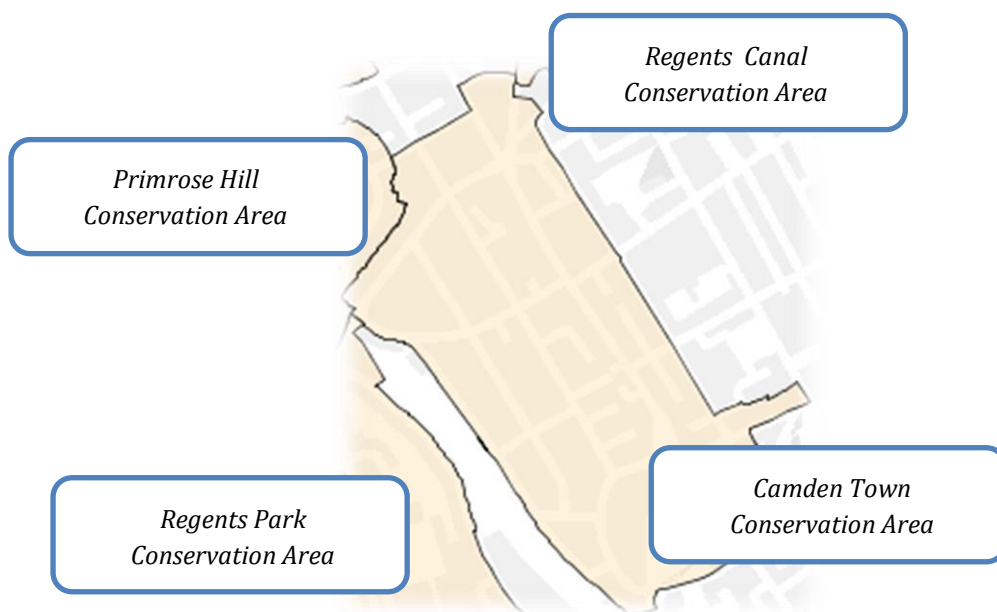 Regents Canal
Conservation Area
Primrose Hill
Conservation Area
Regents Park
Conservation Area
Camden Town
Conservation Area